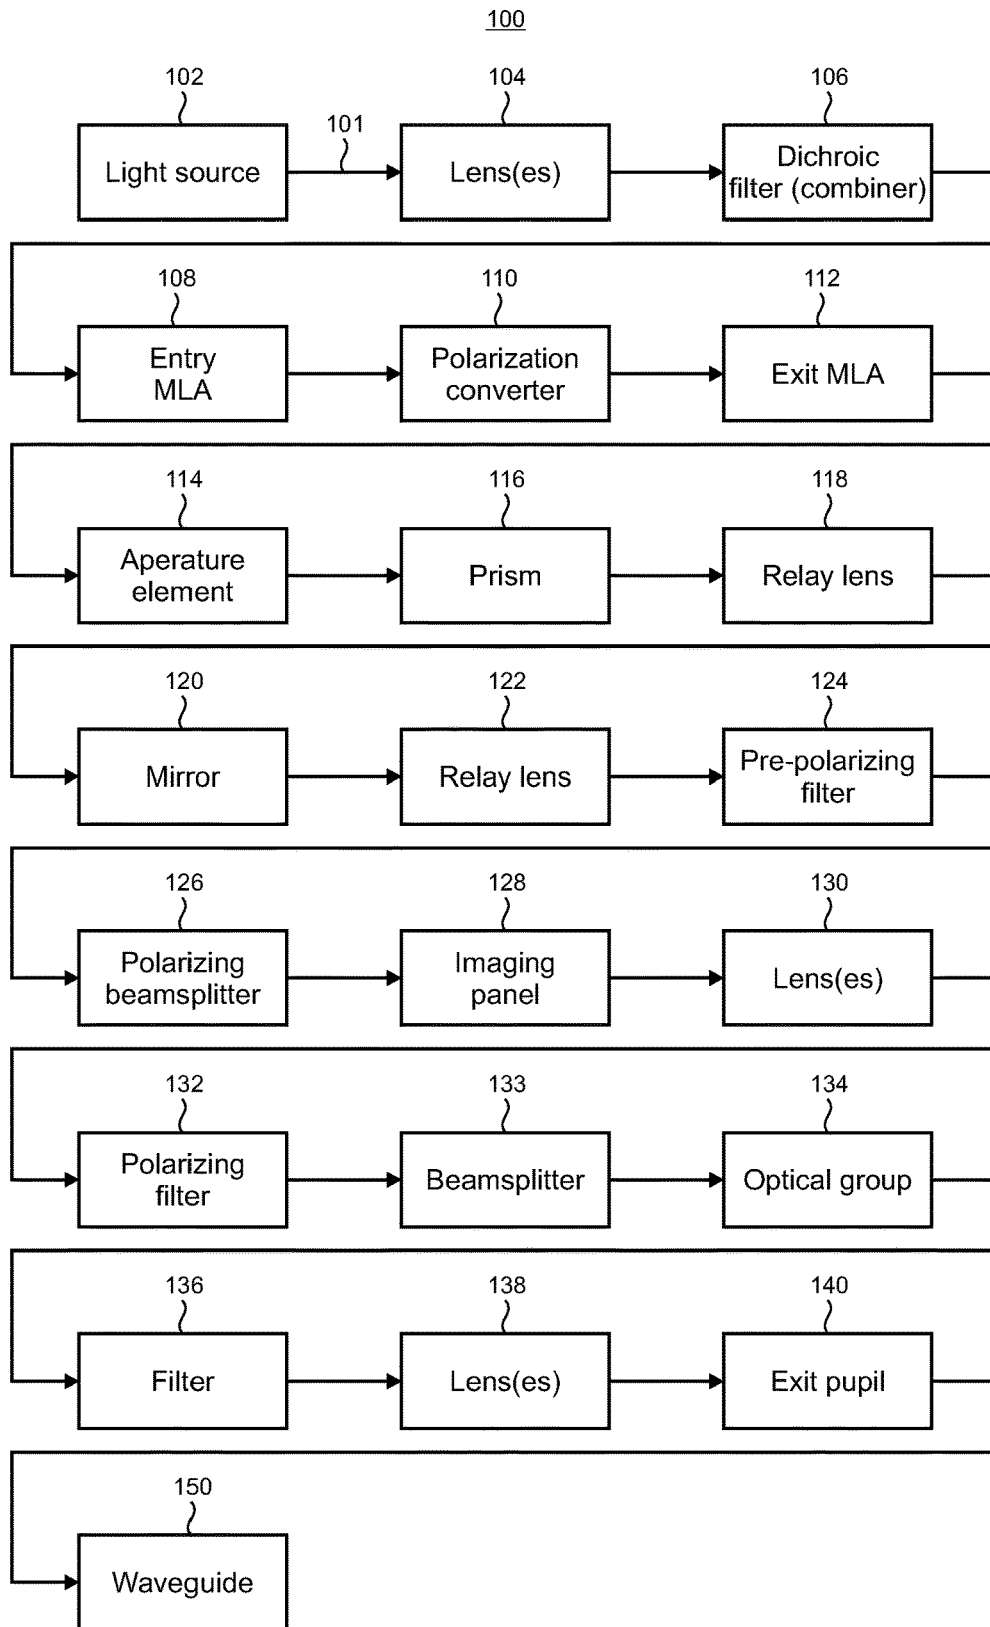 100
102
104
106
101
Light source
Lens(es)
Dichroic
filter (combiner)
108
110
112
Entry
MLA
Polarization
converter
Exit MLA
114
116
118
Aperature
element
Prism
Relay lens
120
122
124
Mirror
Relay lens
Pre-polarizing
filter
126
128
130
Polarizing
beamsplitter
Imaging
panel
Lens(es)
132
133
134
Polarizing
filter
Beamsplitter
Optical group
136
138
140
Filter
Lens(es)
Exit pupil
150
Waveguide